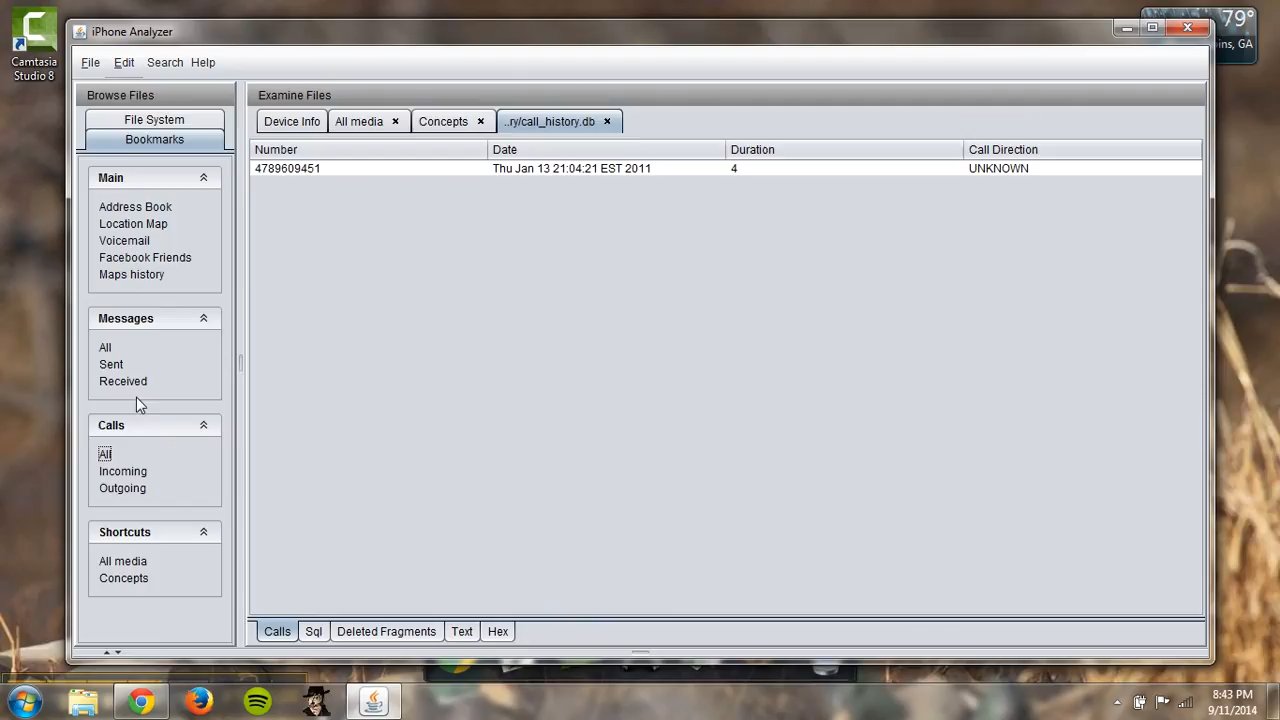 Camtasia
Studio 8
iPhone Analyzer
79°
ins, GA
File Edit Search Help
Browse Files
File System
Bookmarks
Main
Address Book
Location Map
Voicemail
Facebook Friends
Maps history
Messages
All
Sent
Received
Calls
All
Incoming
Outgoing
Shortcuts
All media
Concepts
Examine Files
Device Info All media × Concepts × ..ry/call_history.db ×
Number Date Duration Call Direction
4789609451 Thu Jan 13 21:04:21 EST 2011 4 UNKNOWN
Calls Sql Deleted Fragments Text Hex
8:43 PM
9/11/2014